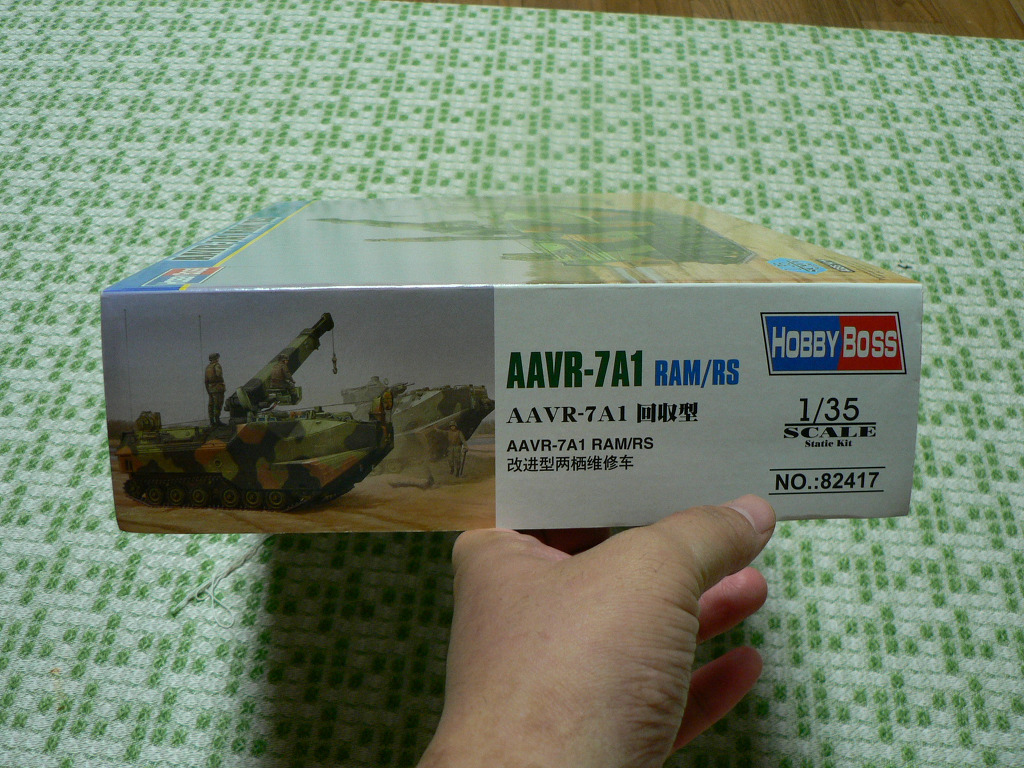 AAVR-7A1 RAM/RS
AAVR-7A1 回収型
AAVR-7A1 RAM/RS
改进型两栖维修车
HOBBY BOSS
1/35
SCALE
Static Kit
NO.:82417